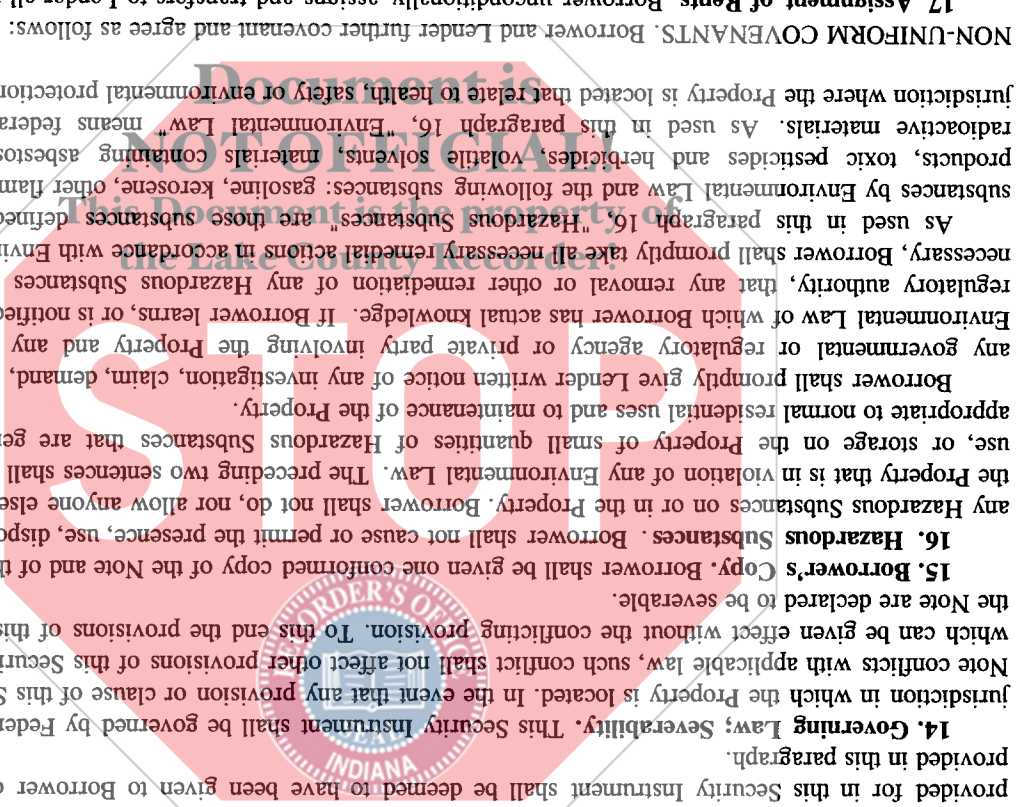 provided for in this Security Instrument shall be deemed to have been given to Borrower
provided in this paragraph.
14. Governing Law; Severability. This Security Instrument shall be governed by Feder
jurisdiction in which the Property is located. In the event that any provision or clause of this S
Note conflicts with applicable law, such conflict shall not affect other provisions of this Securi
which can be given effect without the conflicting provision. To this end the provisions of this
the Note are declared to be severable.
15. Borrower's Copy. Borrower shall be given one conformed copy of the Note and of th
16. Hazardous Substances. Borrower shall not cause or permit the presence, use, dispo
any Hazardous Substances on or in the Property. Borrower shall not do, nor allow anyone else
the Property that is in violation of any Environmental Law. The preceding two sentences shall
use, or storage on the Property of small quantities of Hazardous Substances that are ge
appropriate to normal residential uses and to maintenance of the Property.
Borrower shall promptly give Lender written notice of any investigation, claim, demand,
any governmental or regulatory agency or private party involving the Property and any
Environmental Law of which Borrower has actual knowledge. If Borrower learns, or is notified
regulatory authority, that any removal or other remediation of any Hazardous Substances
necessary, Borrower shall promptly take all necessary remedial actions in accordance with Envi
As used in this paragraph 16, "Hazardous Substances" are those substances defined
substances by Environmental Law and the following substances: gasoline, kerosene, other flam
products, toxic pesticides and herbicides, volatile solvents, materials containing asbestos
radioactive materials. As used in this paragraph 16, "Environmental Law" means federa
jurisdiction where the Property is located that relate to health, safety or environmental protection
NON-UNIFORM COVENANTS. Borrower and Lender further covenant and agree as follows:
17. Assignment of Rents. Borrower unconditionally assigns and transfers to Lender all
Document is
NOT OFFICIAL!
This Document is the property of
the Lake County Recorder!
STOP
RECORDER'S OFFICE
SEAL
INDIANA